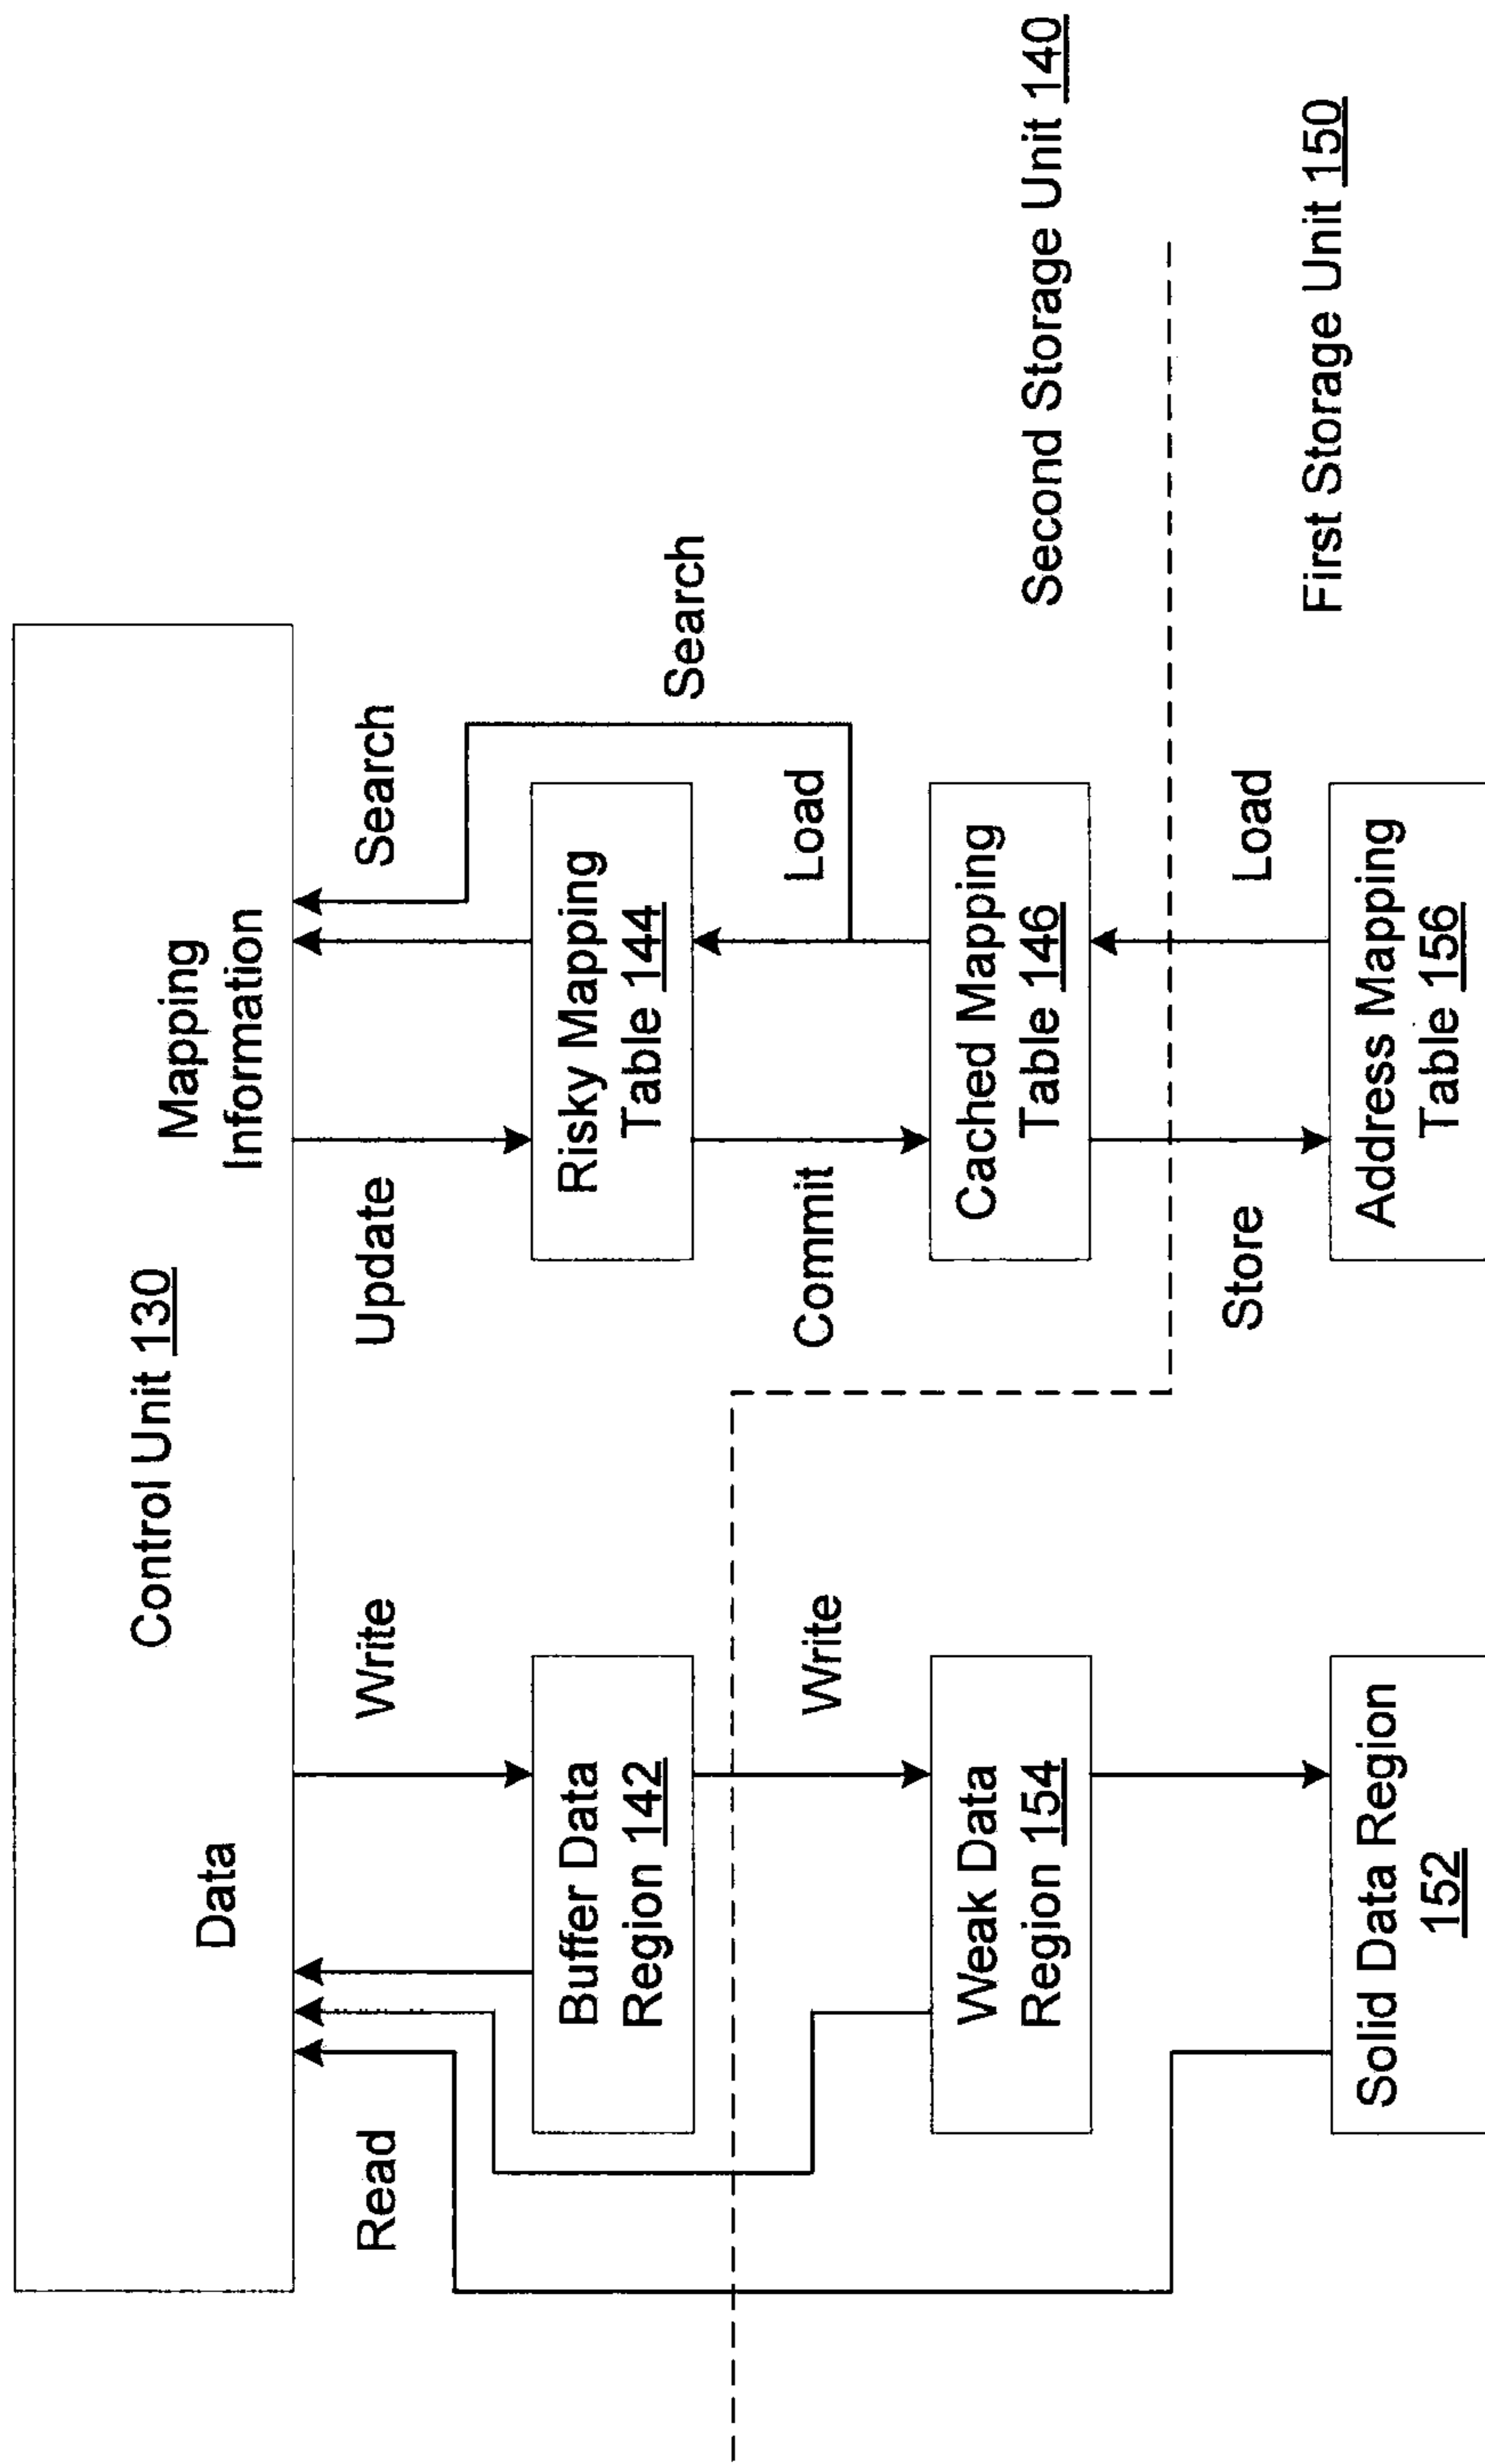 Control Unit 130
Data
Mapping
Information
Read
Write
Update
Search
Buffer Data
Region 142
Risky Mapping
Table 144
Search
Write
Commit
Load
Weak Data
Region 154
Cached Mapping
Table 146
Second Storage Unit 140
Store
Load
First Storage Unit 150
Solid Data Region
152
Address Mapping
Table 156